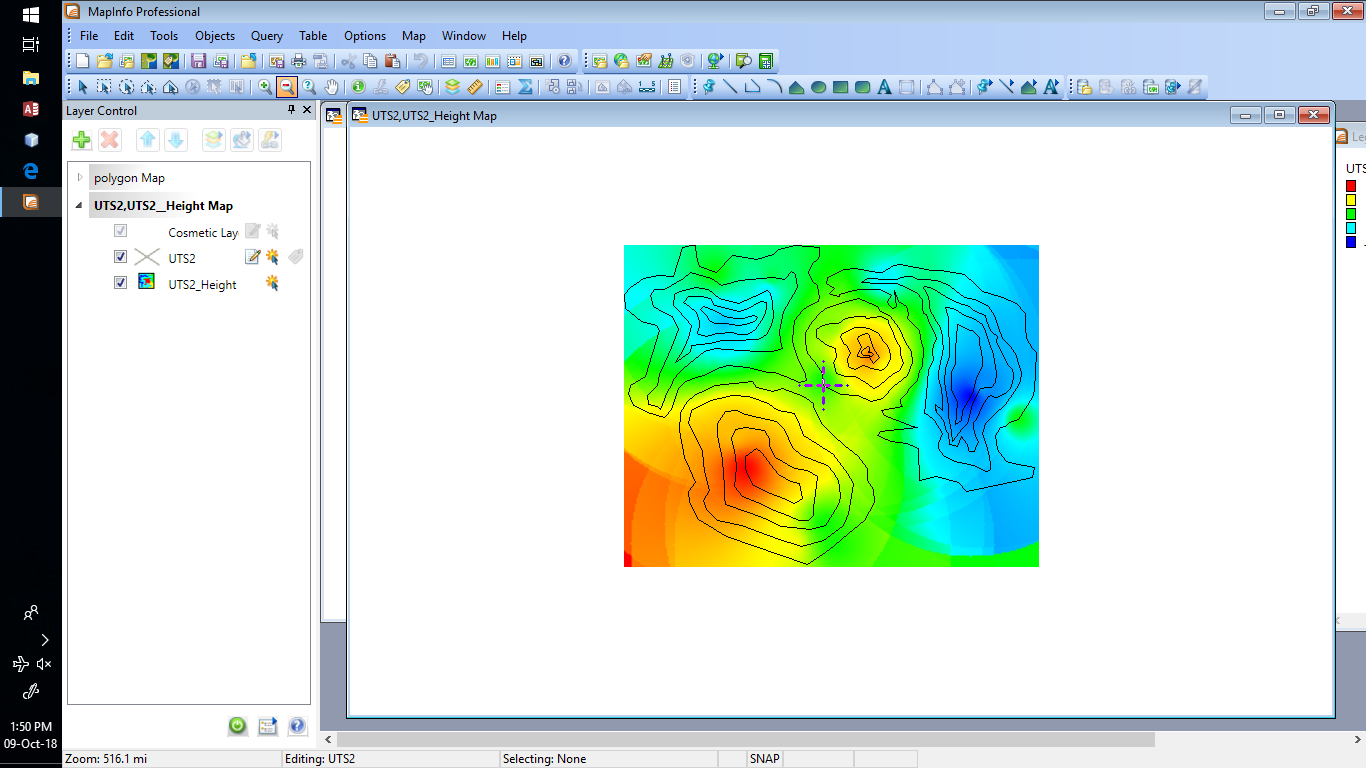 MapInfo Professional
File Edit Tools Objects Query Table Options Map Window Help
Layer Control
polygon Map
UTS2,UTS2__Height Map
Cosmetic Lay
UTS2
UTS2_Height
UTS2,UTS2_Height Map
Le
UTS
1:50 PM
09-Oct-18
Zoom: 516.1 mi
Editing: UTS2
Selecting: None
SNAP